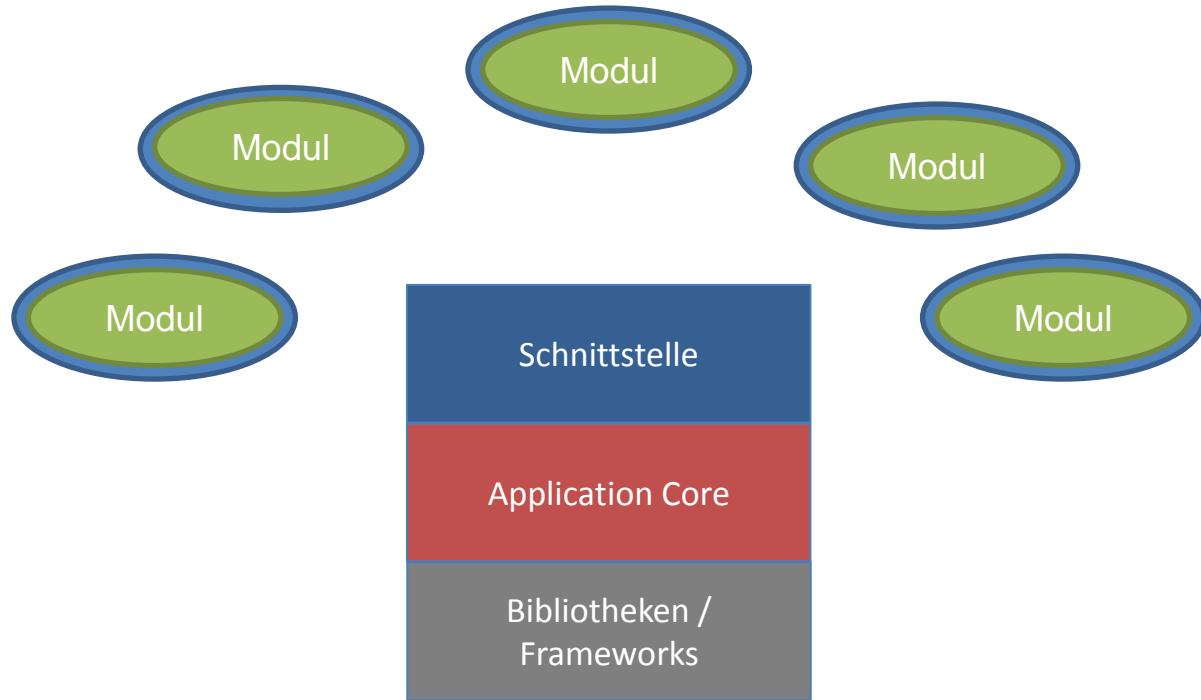 Modul
Modul
Modul
Modul
Modul
Schnittstelle
Application Core
Bibliotheken /
Frameworks